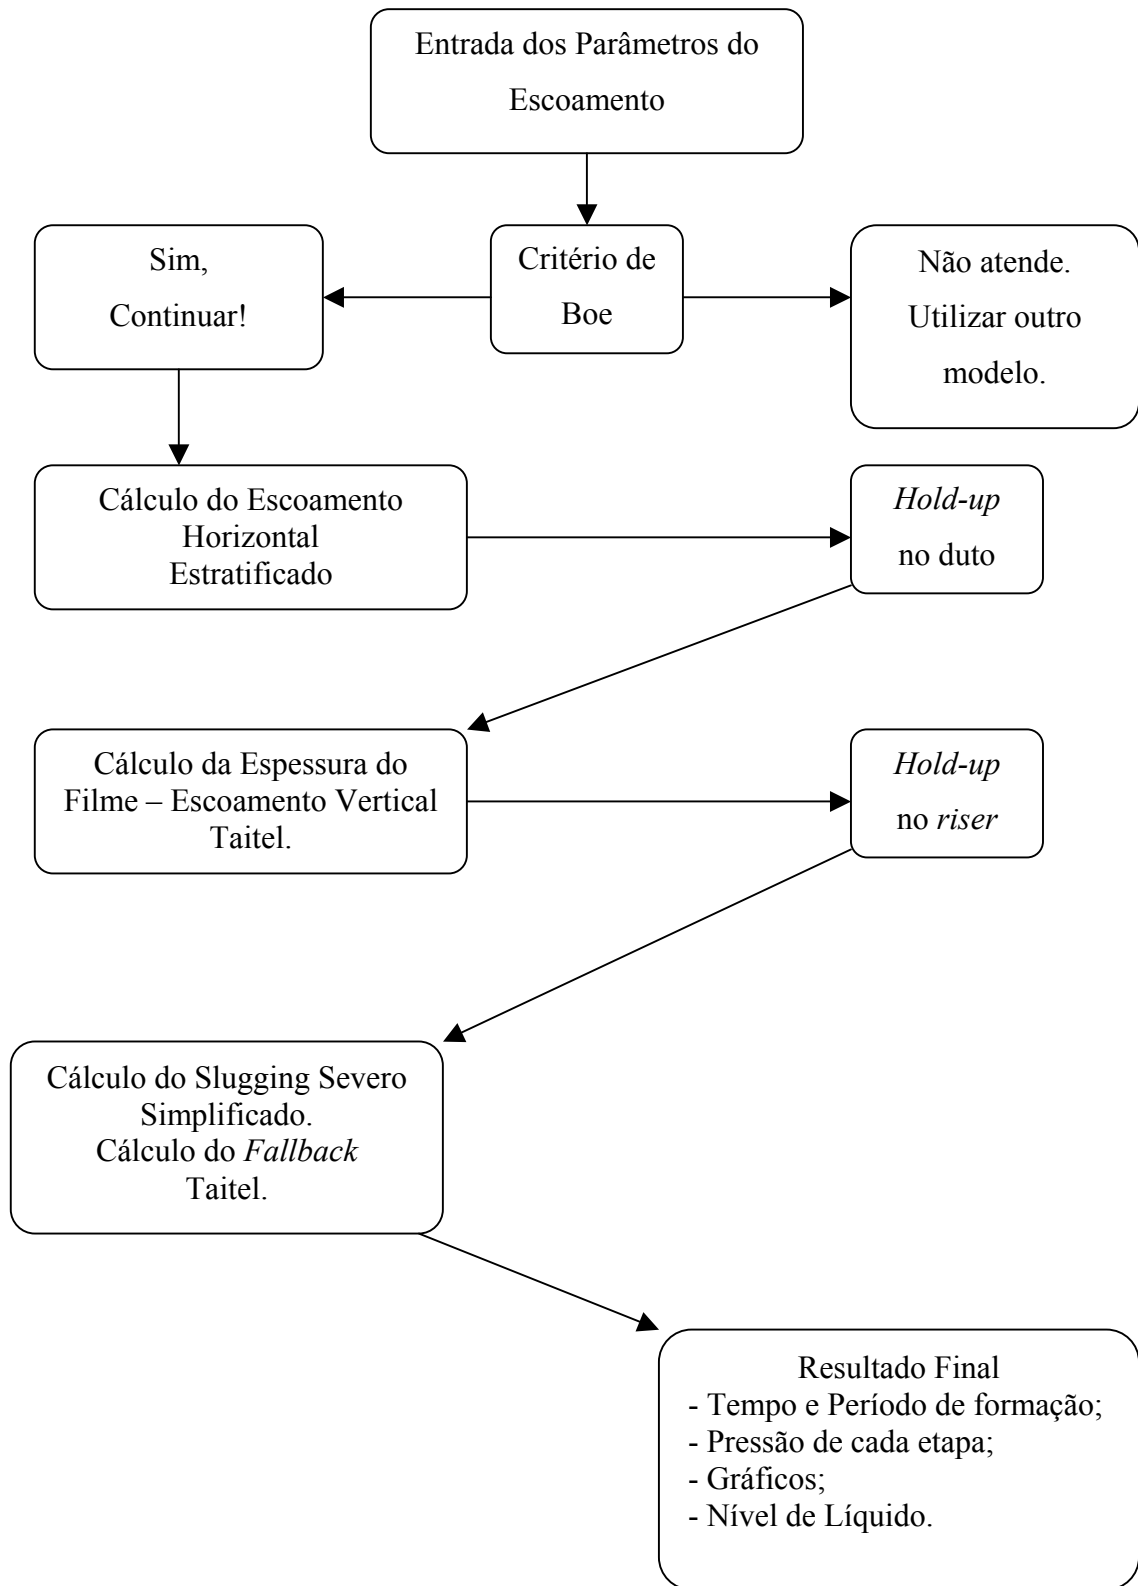 Entrada dos Parâmetros do
Escoamento
Sim,
Continuar!
Critério de
Boe
Não atende.
Utilizar outro
modelo.
Cálculo do Escoamento
Horizontal
Estratificado
Hold-up
no duto
Cálculo da Espessura do
Filme – Escoamento Vertical
Taitel.
Hold-up
no riser
Cálculo do Slugging Severo
Simplificado.
Cálculo do Fallback
Taitel.
Resultado Final
- Tempo e Período de formação;
- Pressão de cada etapa;
- Gráficos;
- Nível de Líquido.